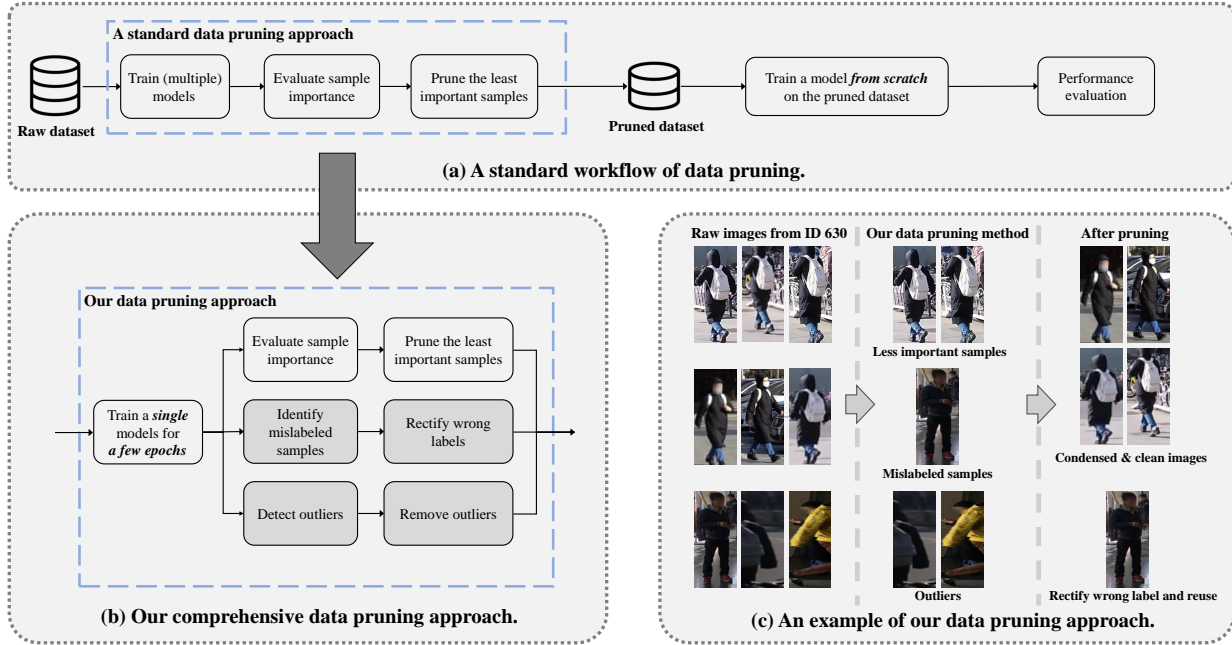 A standard data pruning approach
Train (multiple)
models
Evaluate sample
importance
Prune the least
important samples
Train a model from scratch
on the pruned dataset
Performance
evaluation
Raw dataset
Pruned dataset
(a) A standard workflow of data pruning.
Our data pruning approach
Evaluate sample
importance
Prune the least
important samples
Train a single
models for
a few epochs
Identify
mislabeled
samples
Rectify wrong
labels
Detect outliers
Remove outliers
(b) Our comprehensive data pruning approach.
Raw images from ID 630
Our data pruning method
After pruning
Less important samples
Mislabeled samples
Condensed & clean images
Outliers
Rectify wrong label and reuse
(c) An example of our data pruning approach.